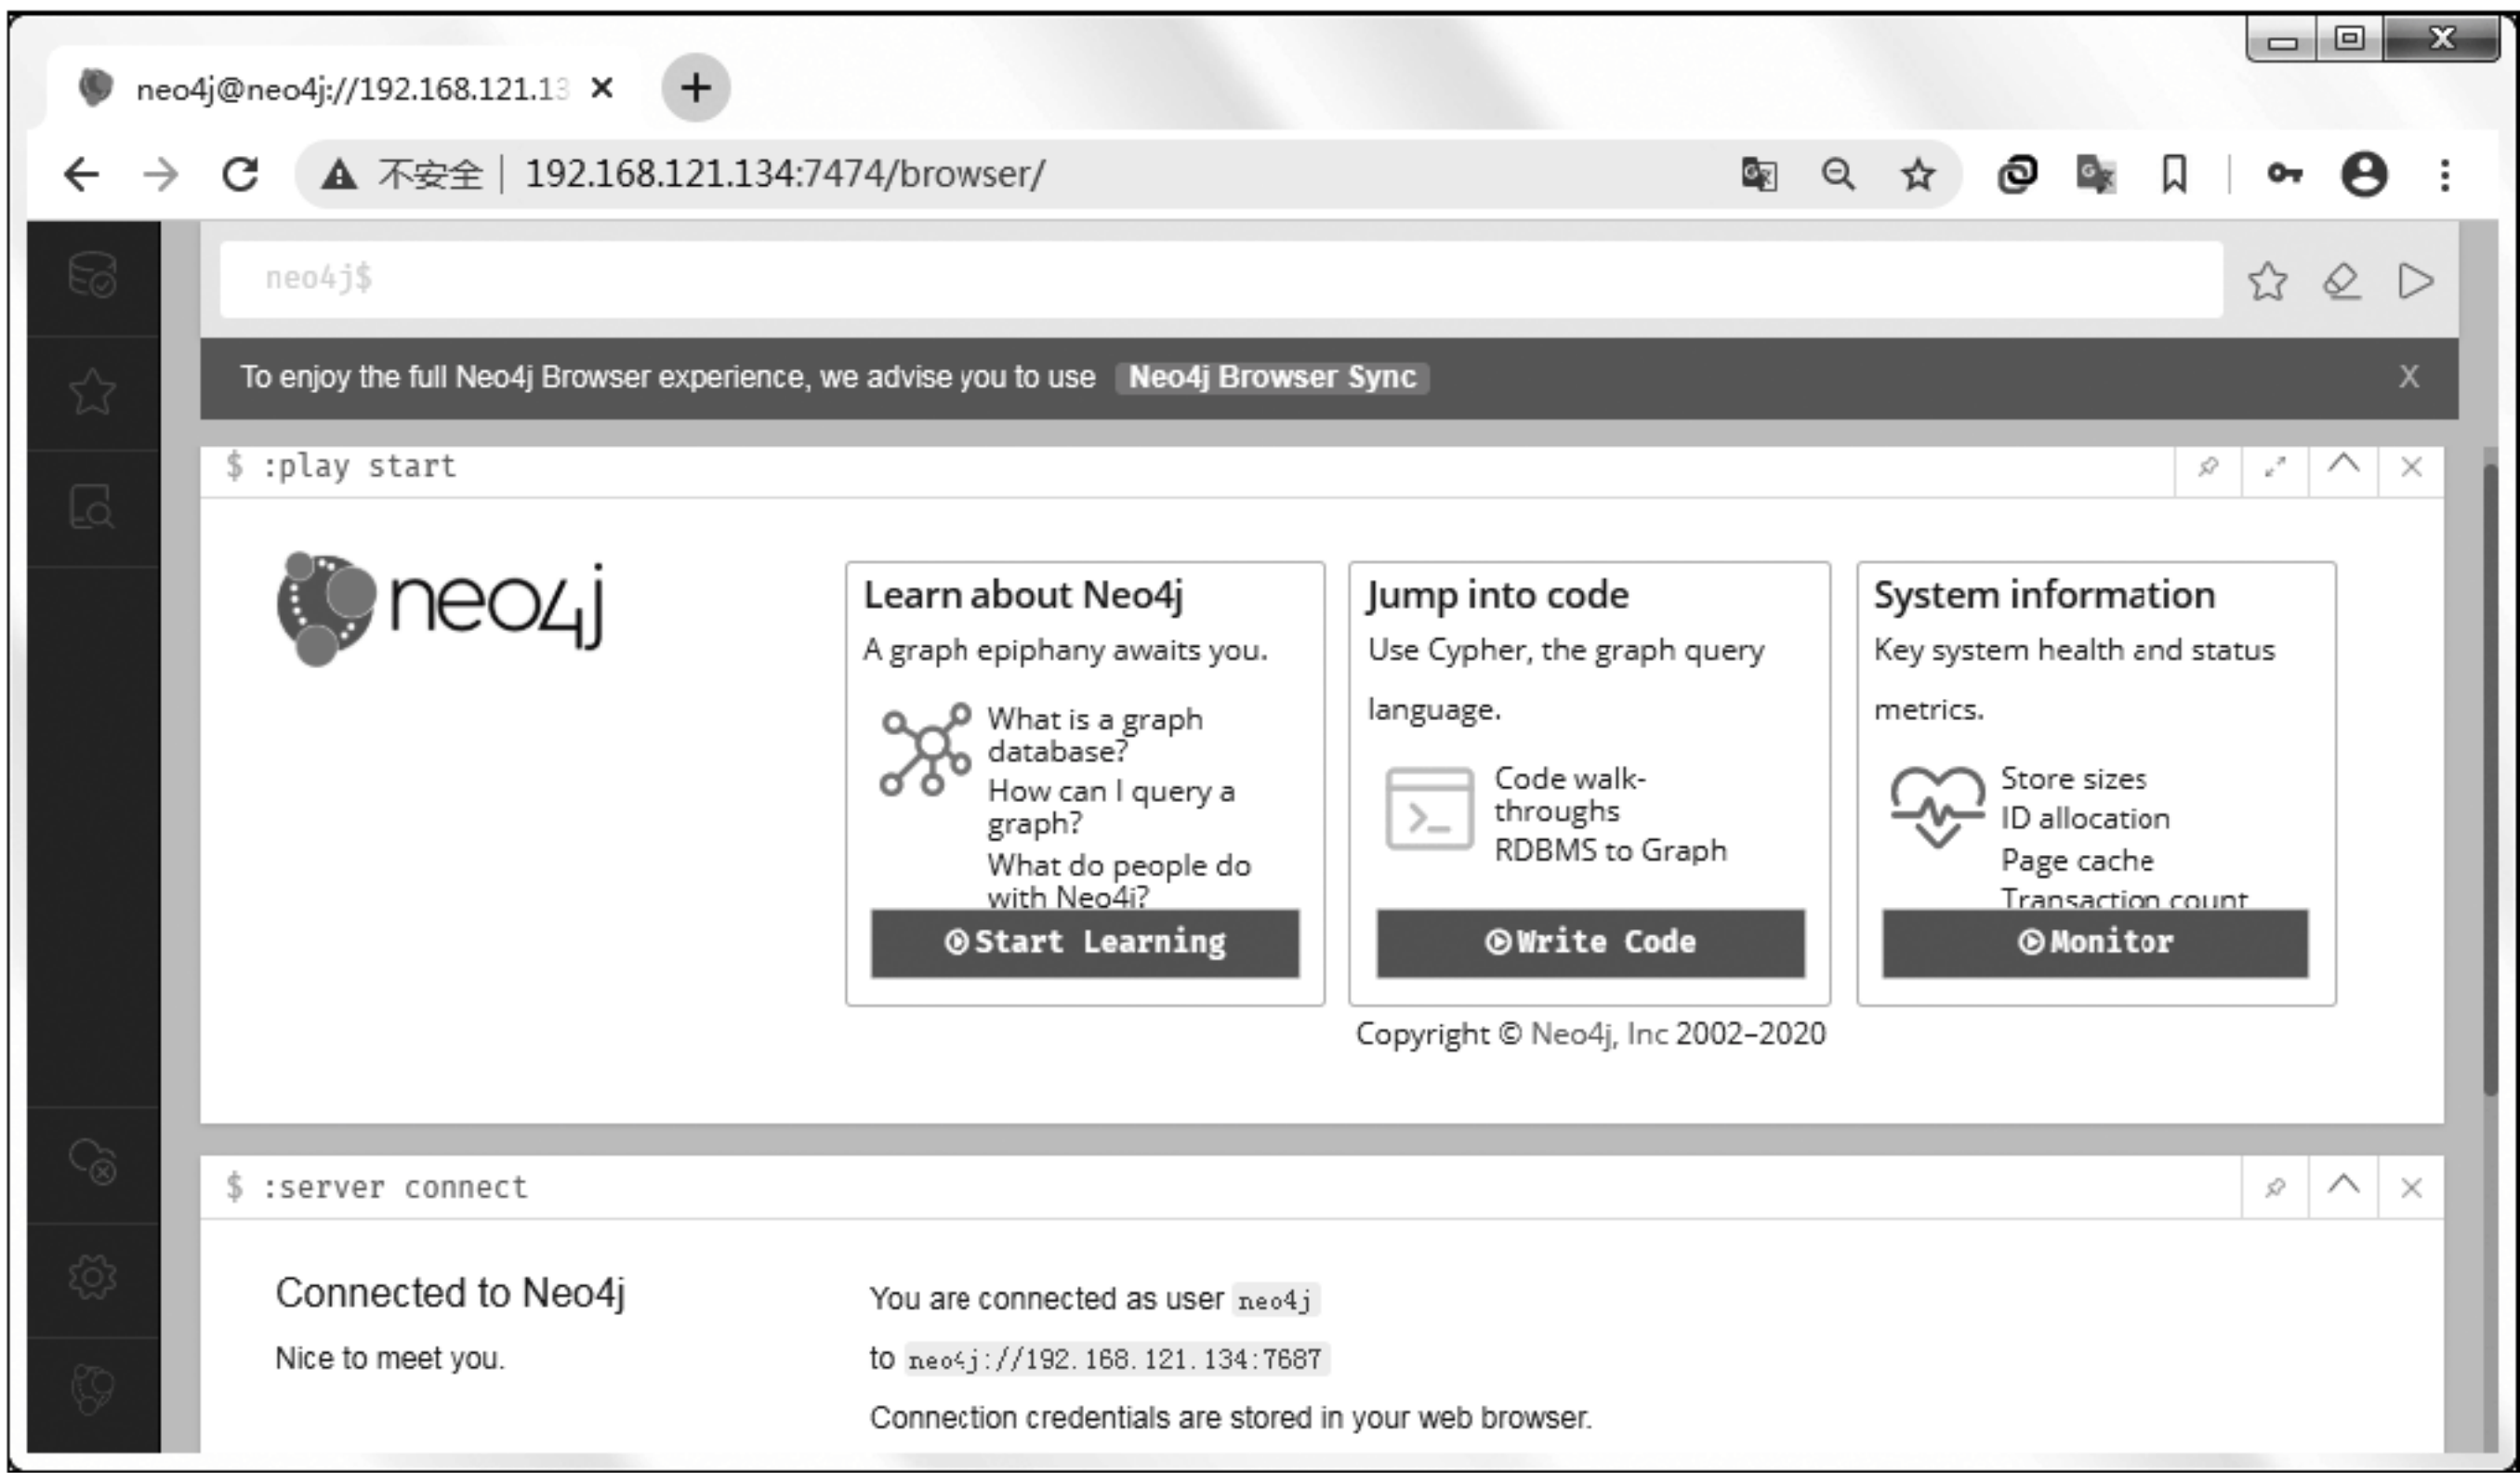 neo4j@neo4j://192.168.121.13
不安全 192.168.121.134:7474/browser/
neo4j$
To enjoy the full Neo4j Browser experience, we advise you to use Neo4j Browser Sync X
$ :play start
neo4j
Learn about Neo4j
A graph epiphany awaits you.
What is a graph
database?
How can I query a
graph?
What do people do
with Neo4j?
Start Learning
Jump into code
Use Cypher, the graph query
language.
Code walk-
throughs
RDBMS to Graph
Write Code
System information
Key system health and status
metrics.
Store sizes
ID allocation
Page cache
Transaction count
Monitor
Copyright © Neo4j, Inc 2002–2020
$ :server connect
Connected to Neo4j
Nice to meet you.
You are connected as user neo4j
to neo4j://192.168.121.134:7687
Connection credentials are stored in your web browser.